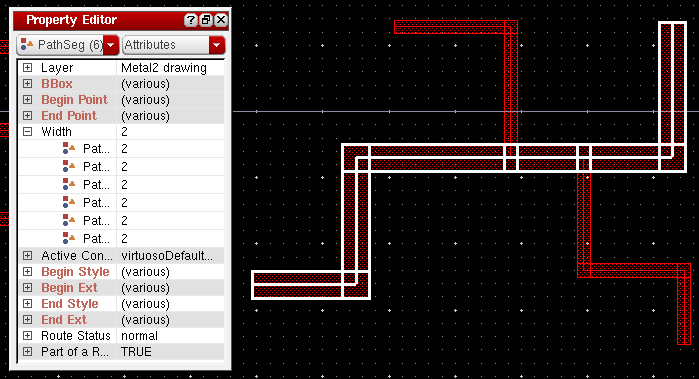 Property Editor
PathSeg (6) Attributes
Layer Metal2 drawing
BBox (various)
Begin Point (various)
End Point (various)
Width 2
Pat... 2
Pat... 2
Pat... 2
Pat... 2
Pat... 2
Pat... 2
Active Con... virtuosoDefault...
Begin Style (various)
Begin Ext (various)
End Style (various)
End Ext (various)
Route Status normal
Part of a R... TRUE